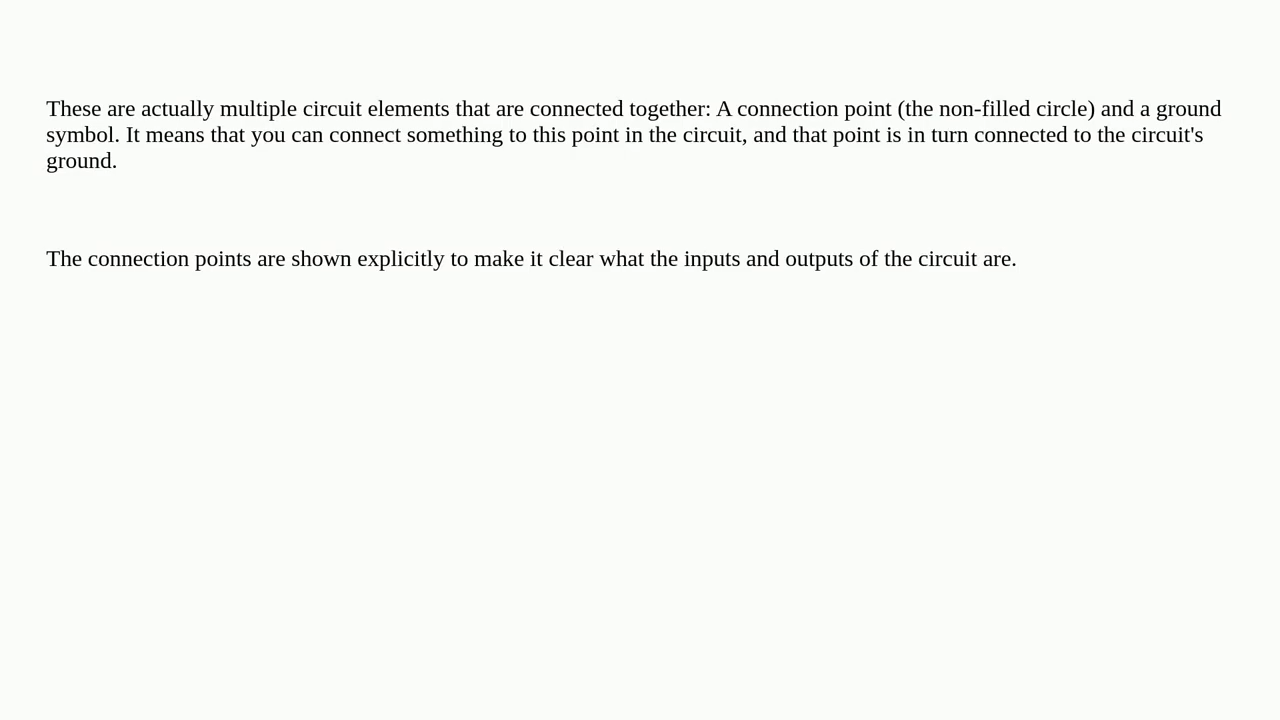 These are actually multiple circuit elements that are connected together: A connection point (the non-filled circle) and a ground
symbol. It means that you can connect something to this point in the circuit, and that point is in turn connected to the circuit's
ground.
The connection points are shown explicitly to make it clear what the inputs and outputs of the circuit are.